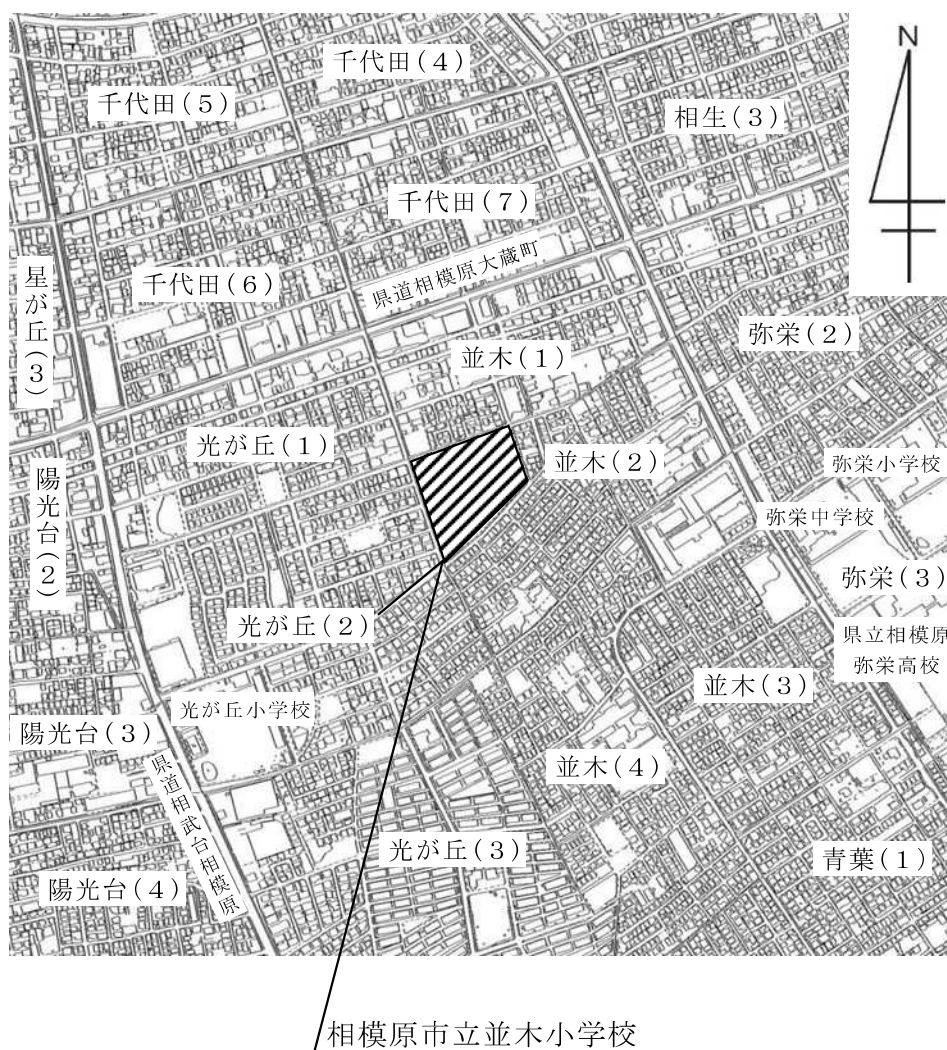 N
千代田(4)
千代田(5)
相生(3)
千代田(7)
県道相模原大蔵町
千代田(6)
星が丘(3)
弥栄(2)
並木(1)
光が丘(1)
並木(2)
弥栄小学校
陽光台(2)
弥栄中学校
弥栄(3)
光が丘(2)
県立相模原
弥栄高校
並木(3)
光が丘小学校
陽光台(3)
並木(4)
県道相武台相模原
光が丘(3)
青葉(1)
陽光台(4)
相模原市立並木小学校